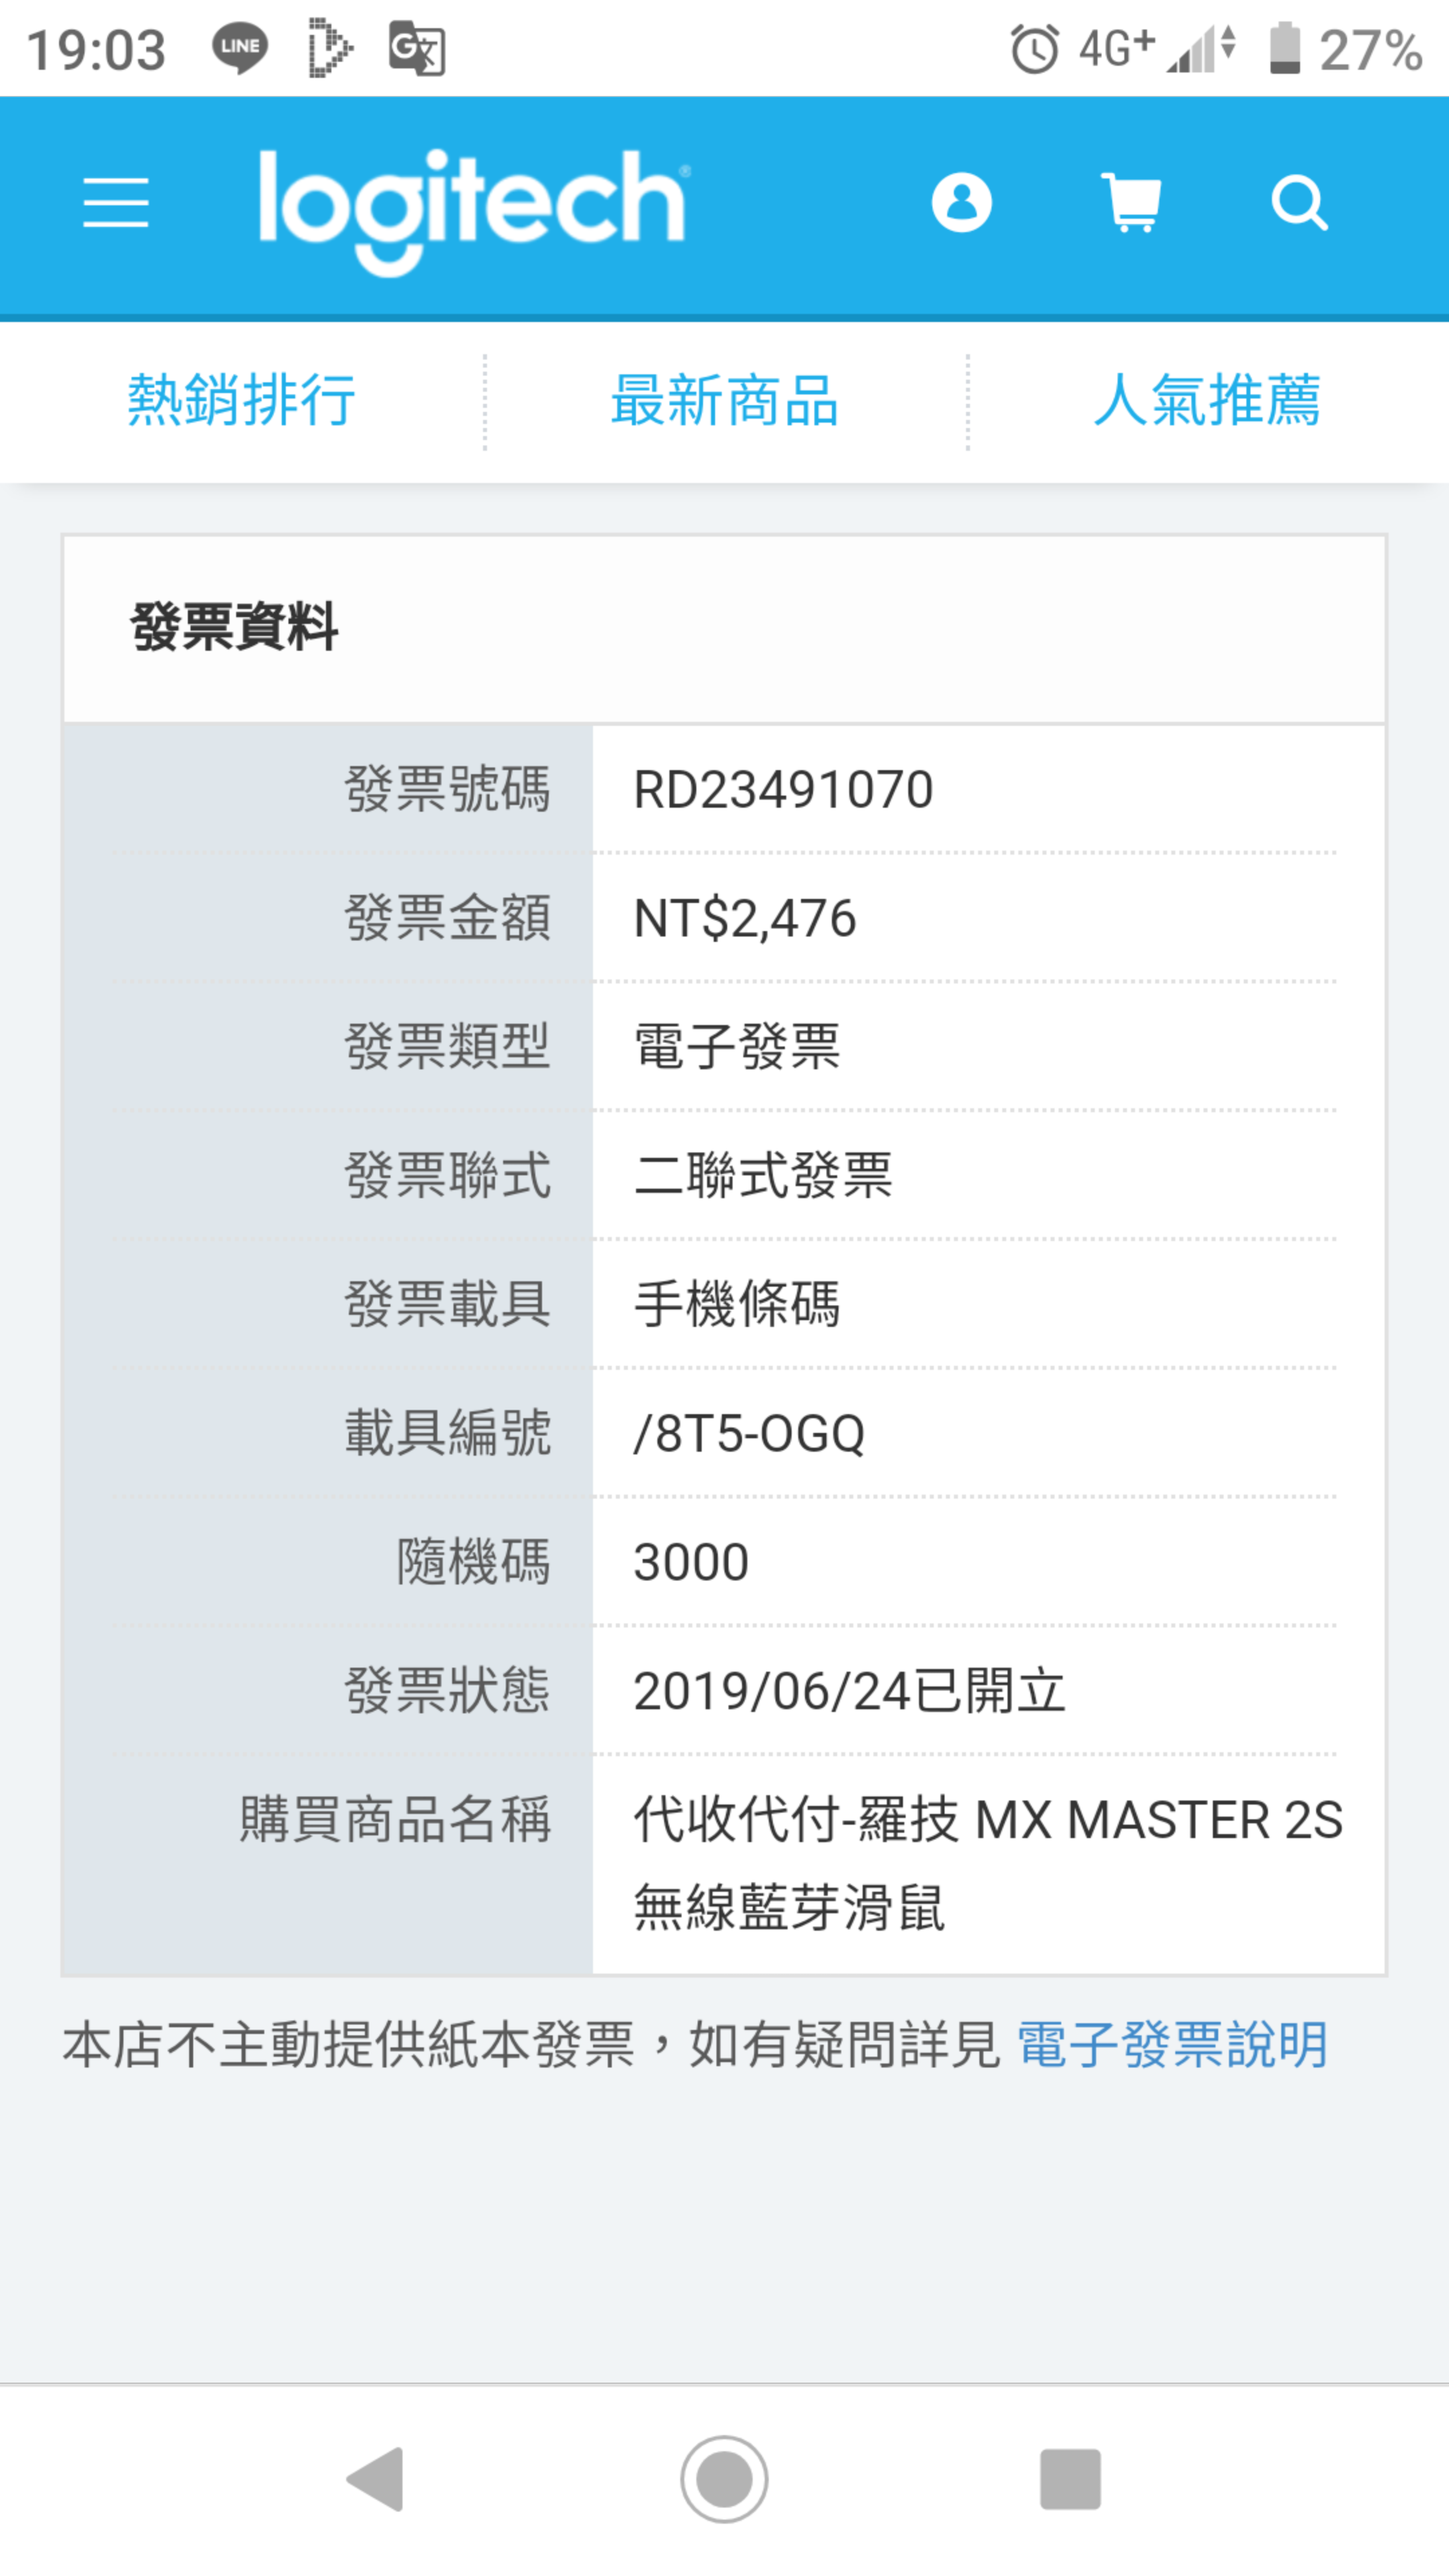 19:03 LINE G文 4G+ 27%
logitech
熱銷排行 最新商品 人氣推薦
發票資料
發票號碼 RD23491070
發票金額 NT$2,476
發票類型 電子發票
發票聯式 二聯式發票
發票載具 手機條碼
載具編號 /8T5-OGQ
隨機碼 3000
發票狀態 2019/06/24已開立
購買商品名稱 代收代付-羅技 MX MASTER 2S
無線藍芽滑鼠
本店不主動提供紙本發票，如有疑問詳見 電子發票說明